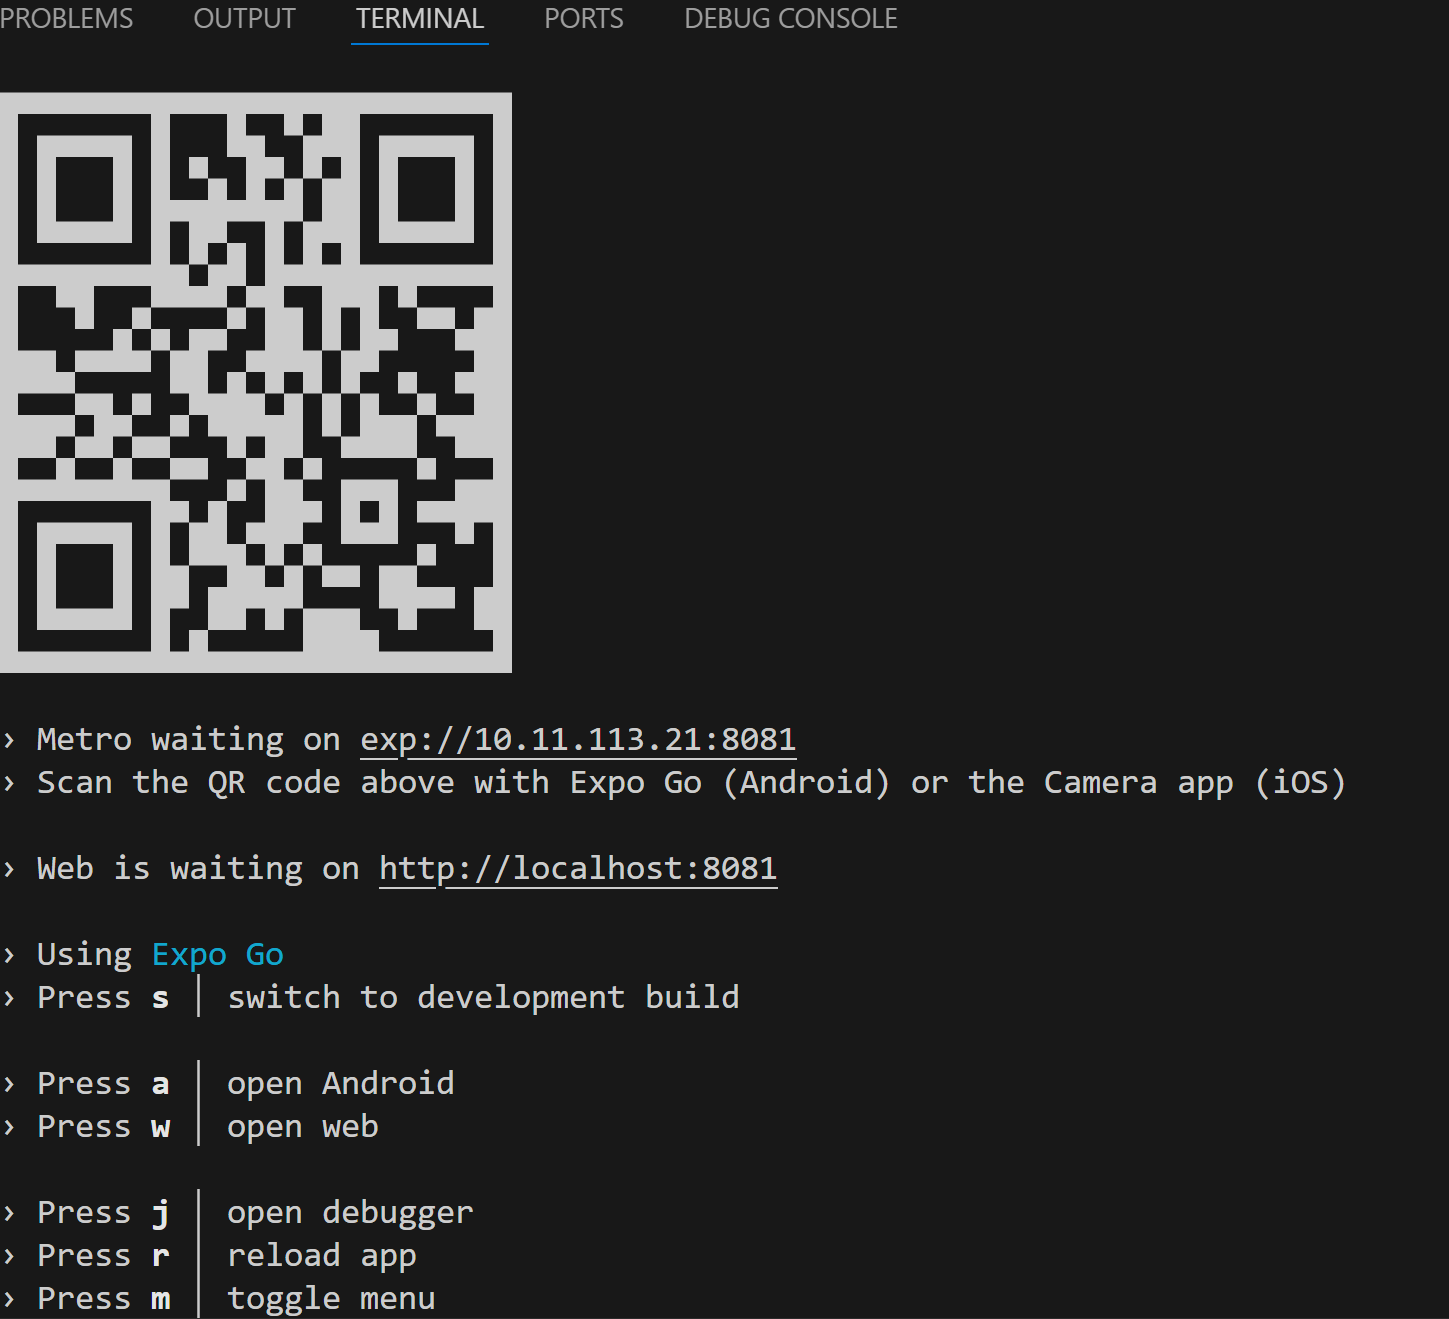 PROBLEMS OUTPUT TERMINAL PORTS DEBUG CONSOLE
› Metro waiting on exp://10.11.113.21:8081
› Scan the QR code above with Expo Go (Android) or the Camera app (iOS)
› Web is waiting on http://localhost:8081
› Using Expo Go
› Press s │ switch to development build
› Press a │ open Android
› Press w │ open web
› Press j │ open debugger
› Press r │ reload app
› Press m │ toggle menu